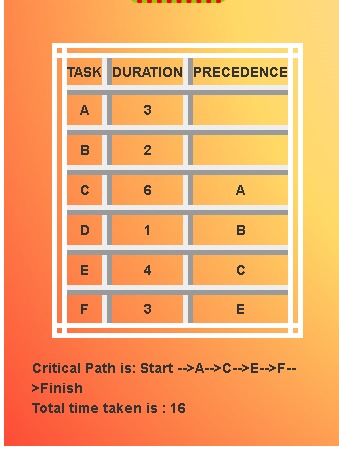 TASK DURATION PRECEDENCE
A 3
B 2
C 6 A
D 1 B
E 4 C
F 3 E
Critical Path is: Start -->A-->C-->E-->F--
>Finish
Total time taken is : 16